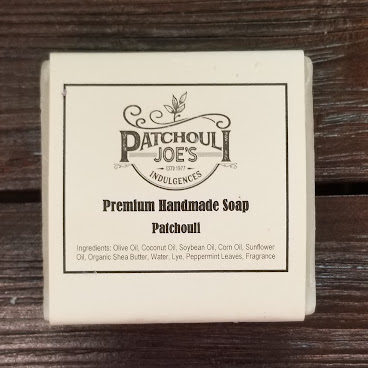 PATCHOULI
JOE'S
ESTD 1977
INDULGENCES
Premium Handmade Soap
Patchouli
Ingredients: Olive Oil, Coconut Oil, Soybean Oil, Corn Oil, Sunflower
Oil, Organic Shea Butter, Water, Lye, Peppermint Leaves, Fragrance